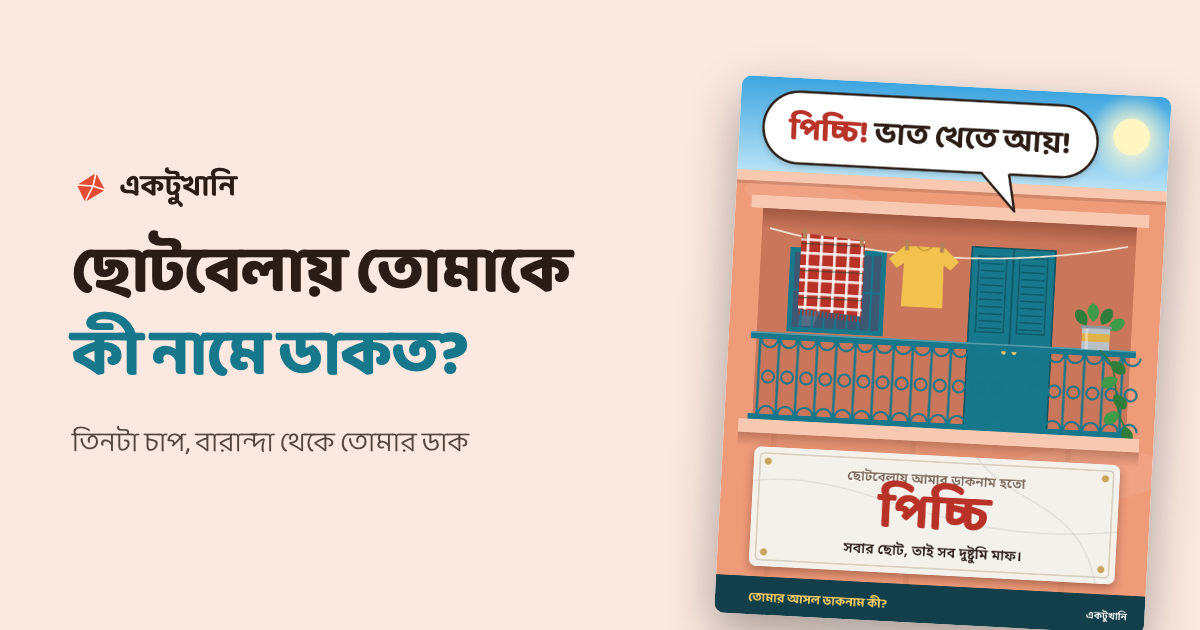 একটুখানি
ছোটবেলায় তোমাকে
কী নামে ডাকত?
তিনটা চাপ, বারান্দা থেকে তোমার ডাক
পিচ্চি! ভাত খেতে আয়!
ছোটবেলায় আমার ডাকনাম হতো
পিচ্চি
সবার ছোট, তাই সব দুষ্টুমি মাফ।
তোমার আসল ডাকনাম কী?
একটুখানি